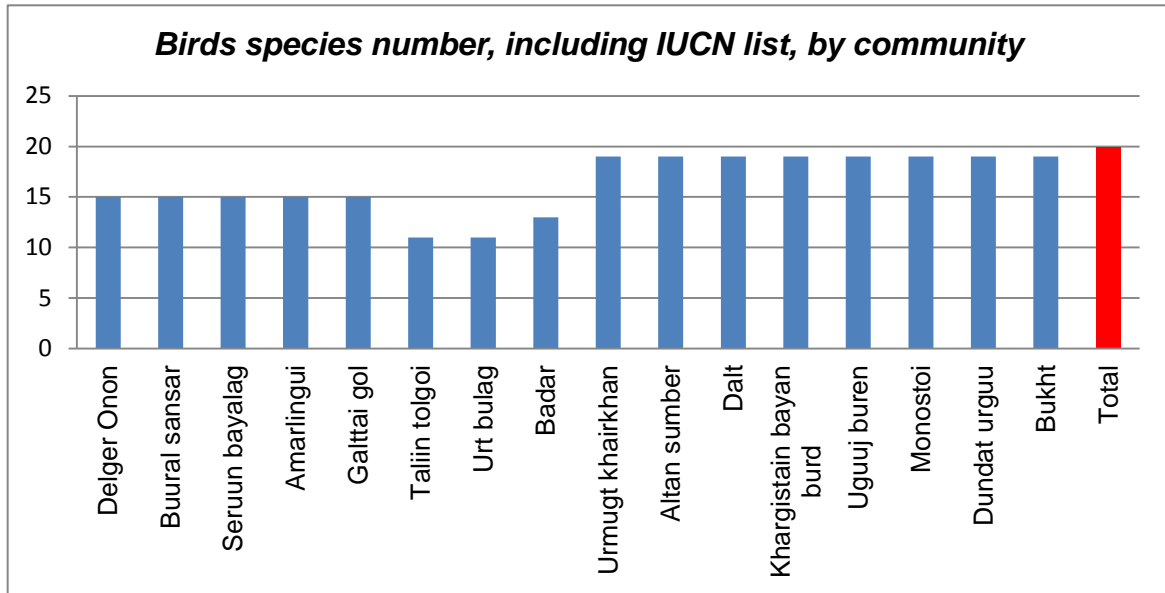 Birds species number, including IUCN list, by community
25
20
15
10
5
0
Delger Onon
Buural sansar
Seruun bayalag
Amarlingui
Galttai gol
Taliin tolgoi
Urt bulag
Badar
Urmugt khairkhan
Altan sumber
Dalt
Khargistain bayan
burd
Uguuj buren
Monostoi
Dundat urguu
Bukht
Total